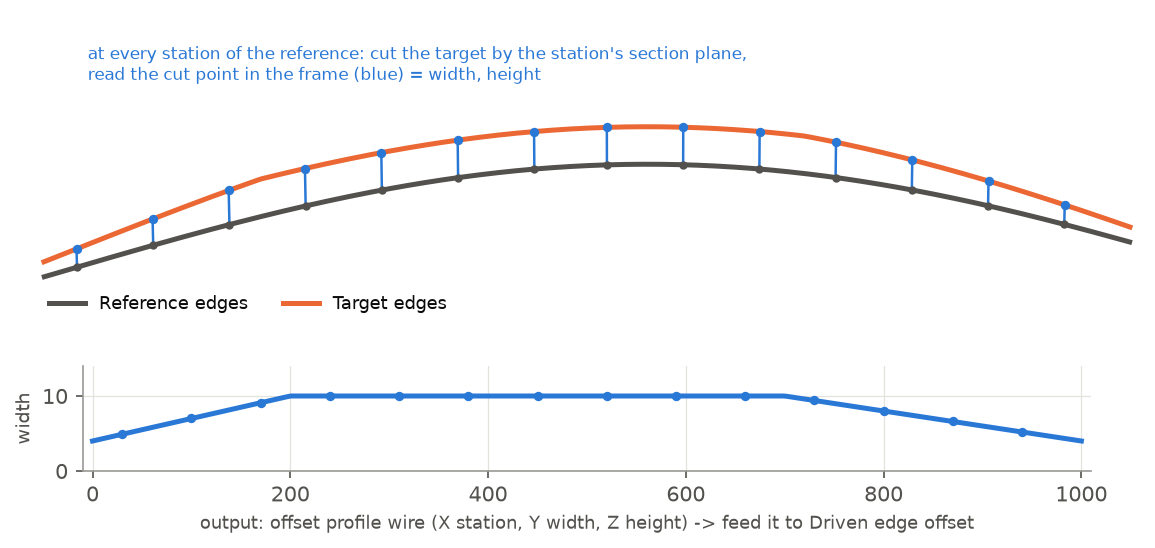 at every station of the reference: cut the target by the station's section plane,
read the cut point in the frame (blue) = width, height
Reference edges
Target edges
width
10
0
0 200 400 600 800 1000
output: offset profile wire (X station, Y width, Z height) -> feed it to Driven edge offset